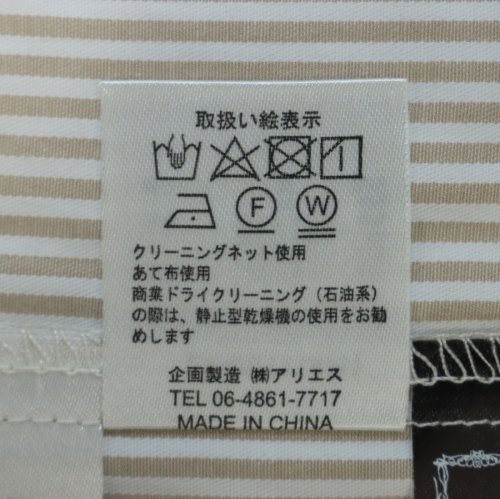 取扱い絵表示
F
W
クリーニングネット使用
あて布使用
商業ドライクリーニング（石油系）
の際は、静止型乾燥機の使用をお勧
めします
企画製造 ㈱アリエス
TEL 06-4861-7717
MADE IN CHINA